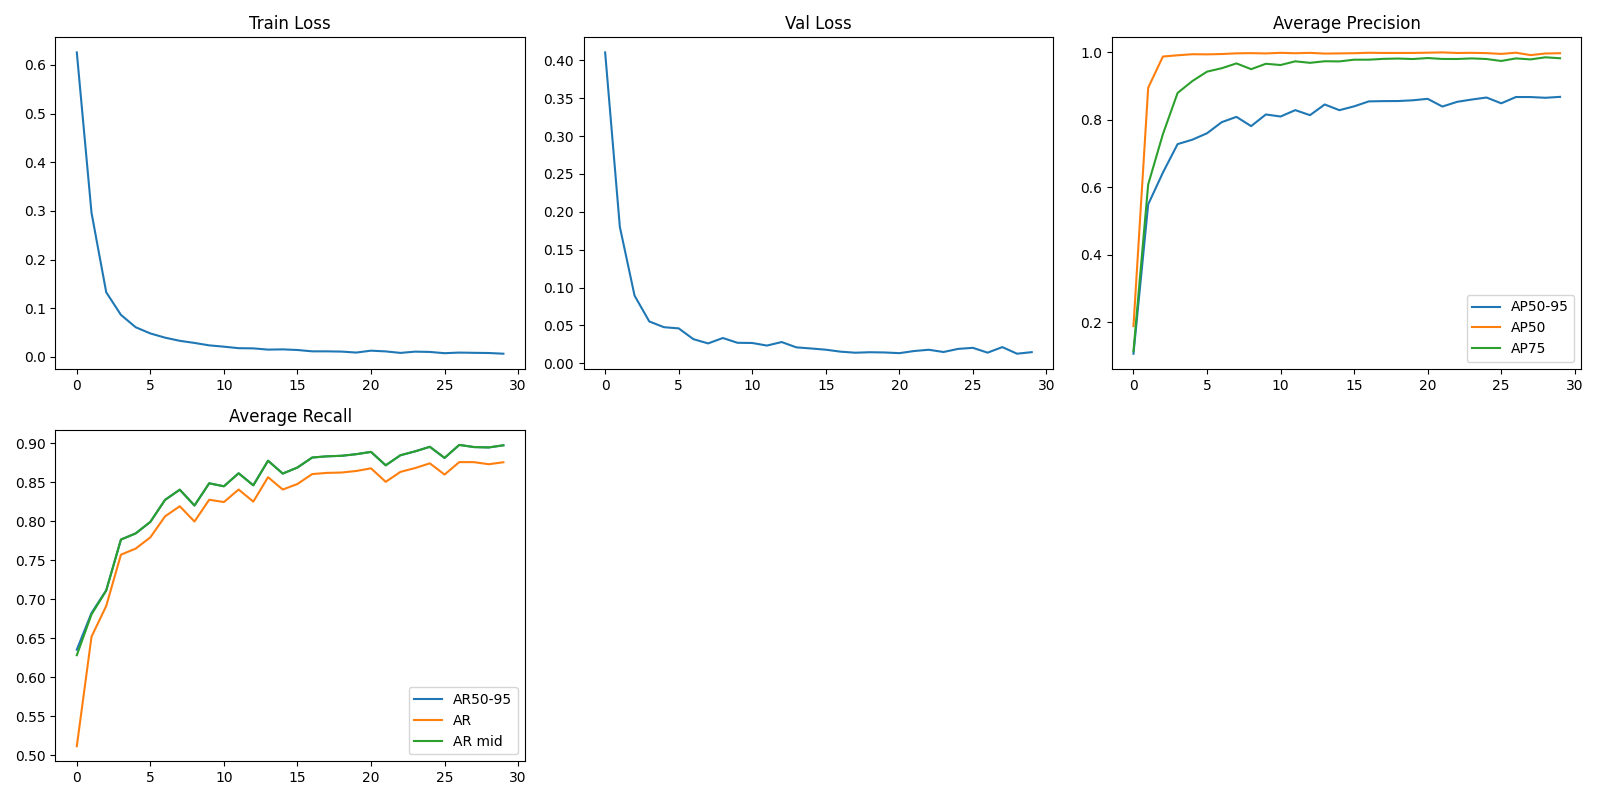 Train Loss
0.6
0.5
0.4
0.3
0.2
0.1
0.0
0 5 10 15 20 25 30
Val Loss
0.40
0.35
0.30
0.25
0.20
0.15
0.10
0.05
0.00
0 5 10 15 20 25 30
Average Precision
1.0
0.8
0.6
0.4
0.2
AP50-95
AP50
AP75
0 5 10 15 20 25 30
Average Recall
0.90
0.85
0.80
0.75
0.70
0.65
0.60
0.55
0.50
AR50-95
AR
AR mid
0 5 10 15 20 25 30